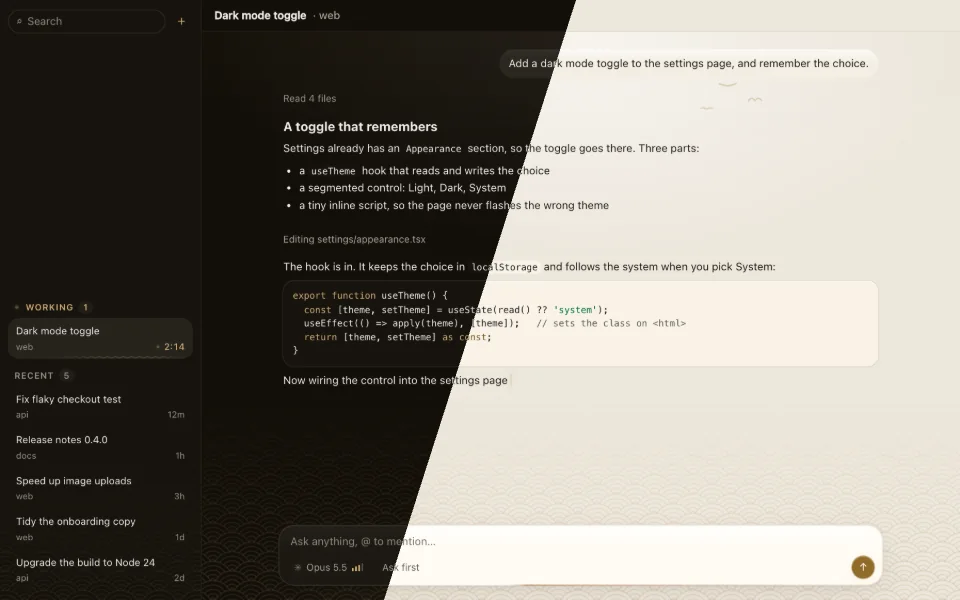 Search
+
Dark mode toggle · web
Add a dark mode toggle to the settings page, and remember the choice.
Read 4 files
A toggle that remembers
Settings already has an Appearance section, so the toggle goes there. Three parts:
• a useTheme hook that reads and writes the choice
• a segmented control: Light, Dark, System
• a tiny inline script, so the page never flashes the wrong theme
Editing settings/appearance.tsx
The hook is in. It keeps the choice in localStorage and follows the system when you pick System:
export function useTheme() {
const [theme, setTheme] = useState(read() ?? 'system');
useEffect(() => apply(theme), [theme]);   // sets the class on <html>
return [theme, setTheme] as const;
}
Now wiring the control into the settings page
WORKING 1
Dark mode toggle
web 2:14
RECENT 5
Fix flaky checkout test
api 12m
Release notes 0.4.0
docs 1h
Speed up image uploads
web 3h
Tidy the onboarding copy
web 1d
Upgrade the build to Node 24
api 2d
Ask anything, @ to mention...
Opus 5.5 Ask first